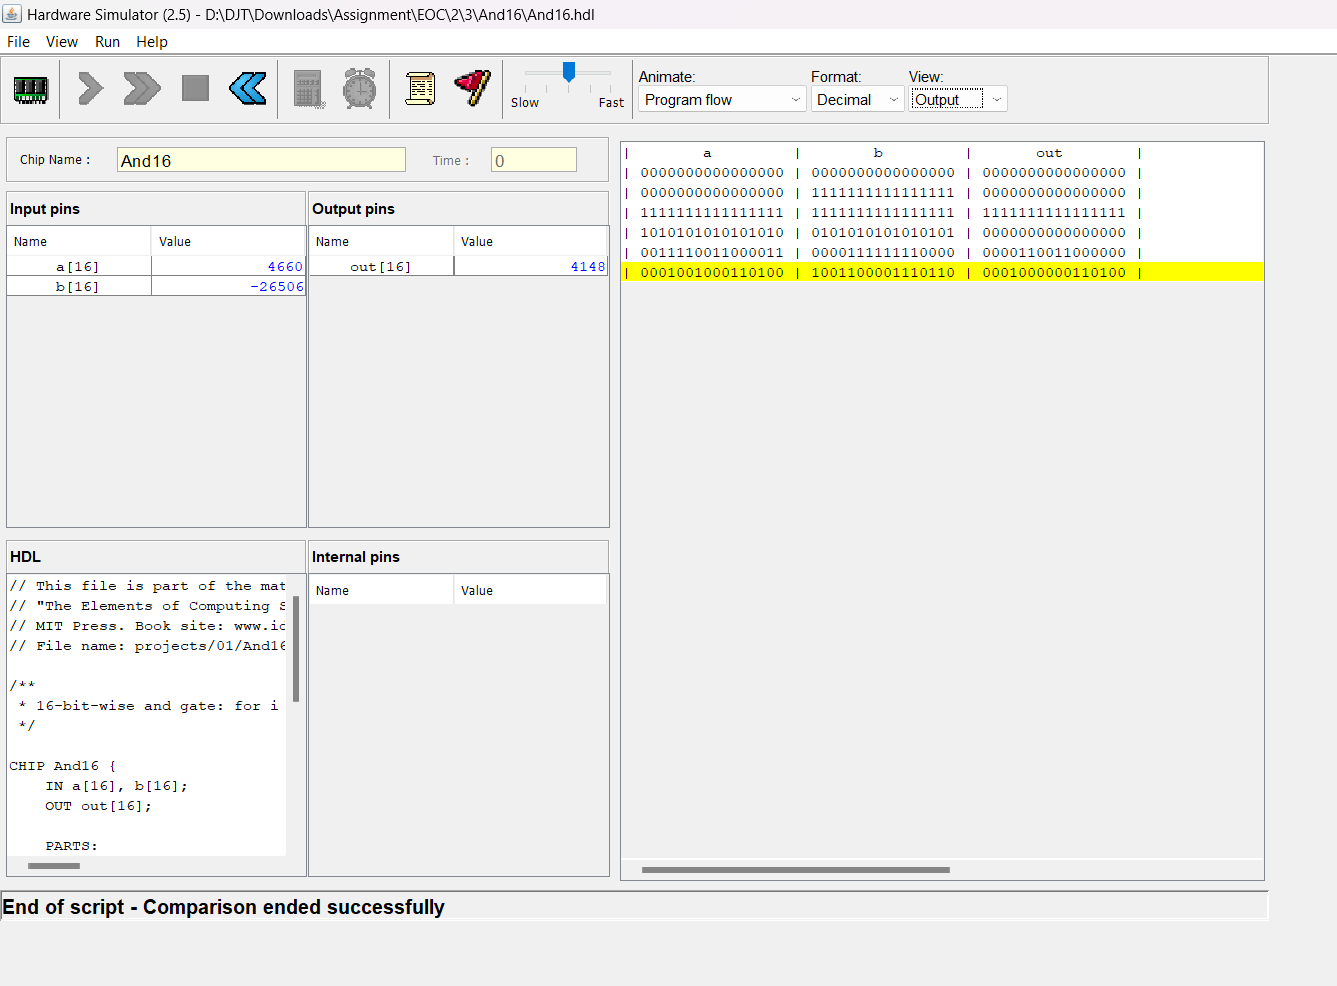 Hardware Simulator (2.5) - D:\DJT\Downloads\Assignment\EOC\2\3\And16\And16.hdl
File View Run Help
Slow Fast
Animate: Format: View:
Program flow Decimal Output
Chip Name : And16 Time : 0
Input pins
Name Value
a[16] 4660
b[16] -26506
Output pins
Name Value
out[16] 4148
| a | b | out |
| 0000000000000000 | 0000000000000000 | 0000000000000000 |
| 0000000000000000 | 1111111111111111 | 0000000000000000 |
| 1111111111111111 | 1111111111111111 | 1111111111111111 |
| 1010101010101010 | 0101010101010101 | 0000000000000000 |
| 0011110011000011 | 0000111111110000 | 0000110011000000 |
| 0001001000110100 | 1001100001110110 | 0001000000110100 |
HDL
// This file is part of the mat
// "The Elements of Computing S
// MIT Press. Book site: www.id
// File name: projects/01/And16
/**
* 16-bit-wise and gate: for i
*/
CHIP And16 {
IN a[16], b[16];
OUT out[16];
PARTS:
Internal pins
Name Value
End of script - Comparison ended successfully